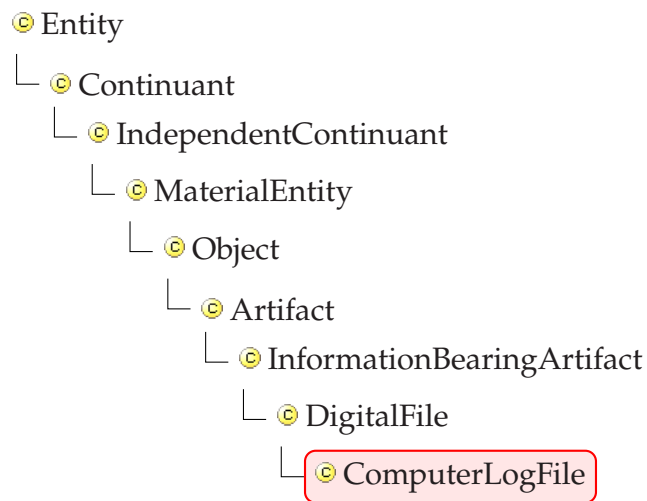 Entity
Continuant
IndependentContinuant
MaterialEntity
Object
Artifact
InformationBearingArtifact
DigitalFile
ComputerLogFile